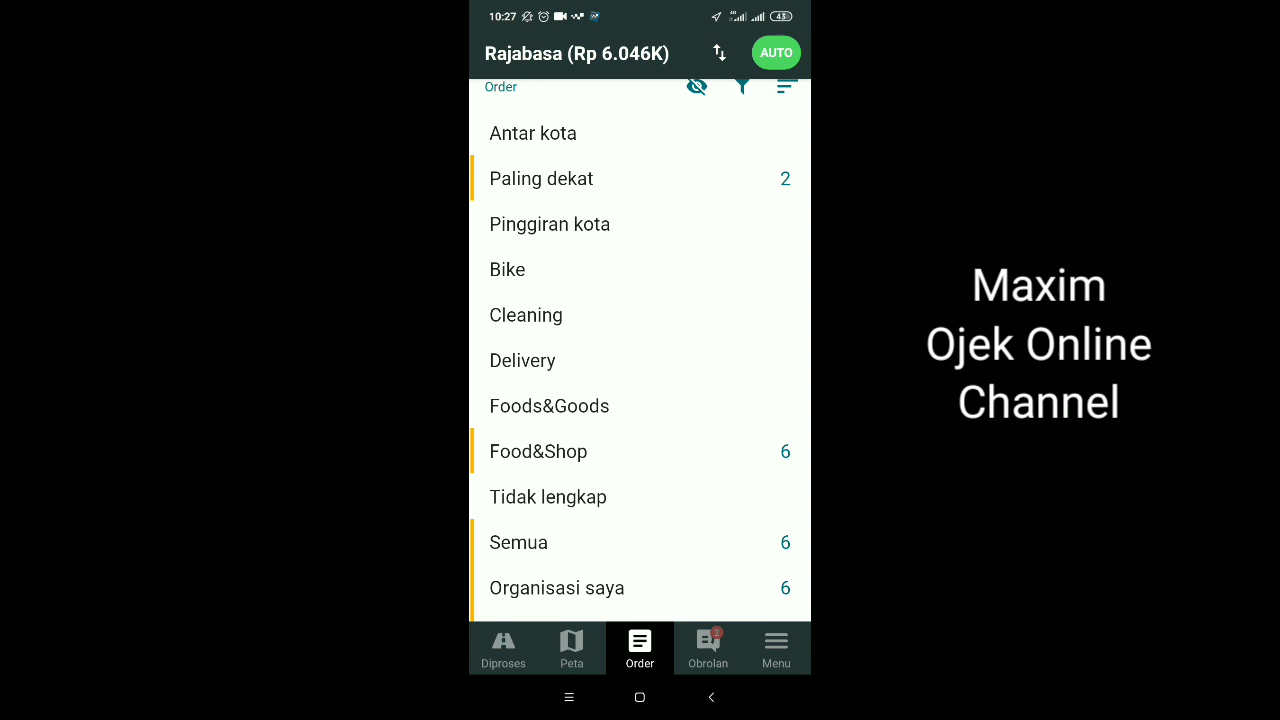 10:27
43
Rajabasa (Rp 6.046K)
AUTO
Order
Antar kota
Paling dekat 2
Pinggiran kota
Bike
Cleaning
Delivery
Foods&Goods
Food&Shop 6
Tidak lengkap
Semua 6
Organisasi saya 6
2
Diproses Peta Order Obrolan Menu
Maxim
Ojek Online
Channel